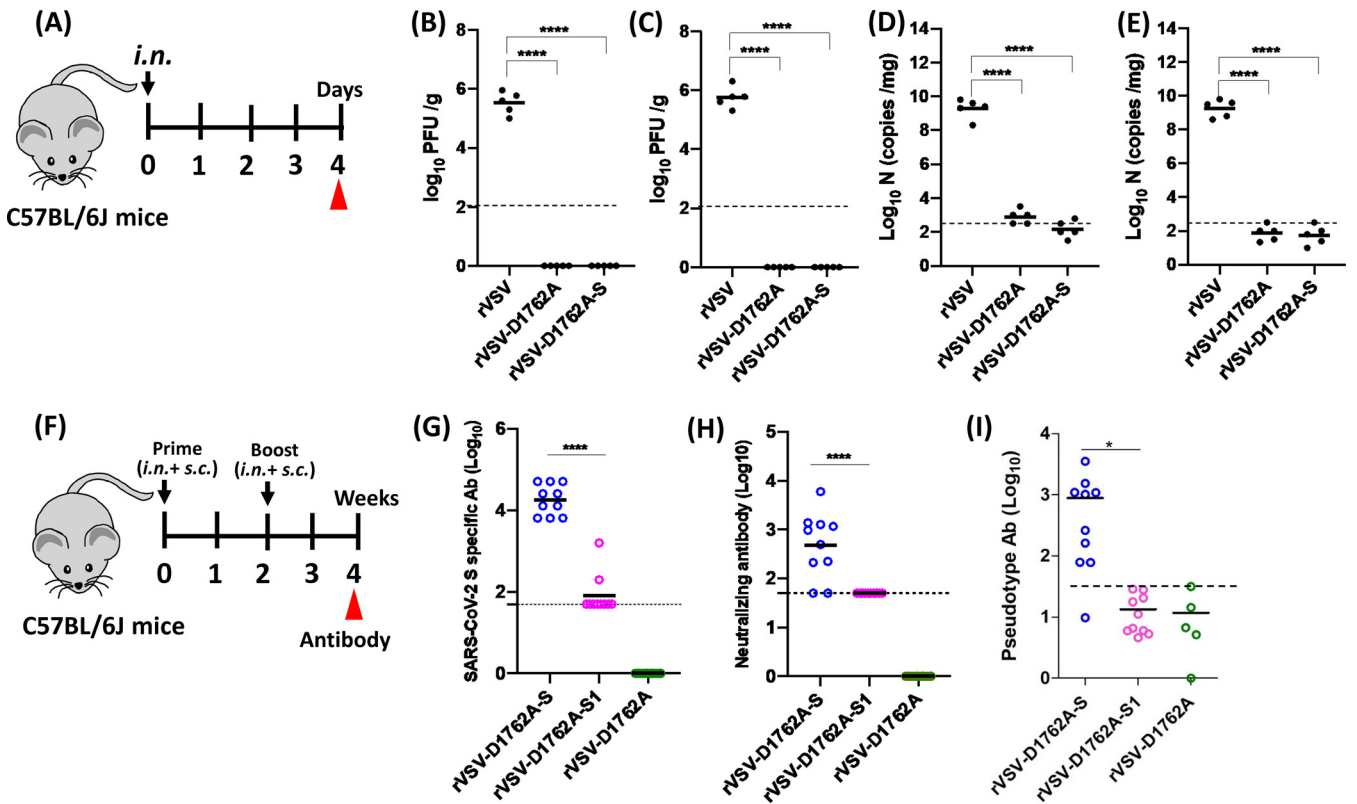 (A)
i.n.
Days
0 1 2 3 4
C57BL/6J mice
(B)
log10 PFU /g
8
6
4
2
0
****
****
rVSV
rVSV-D1762A
rVSV-D1762A-S
(C)
log10 PFU /g
8
6
4
2
0
****
****
rVSV
rVSV-D1762A
rVSV-D1762A-S
(D)
Log10 N (copies /mg)
14
12
10
8
6
4
2
0
****
****
rVSV
rVSV-D1762A
rVSV-D1762A-S
(E)
Log10 N (copies /mg)
14
12
10
8
6
4
2
0
****
****
rVSV
rVSV-D1762A
rVSV-D1762A-S
(F)
Prime
(i.n.+ s.c.)
Boost
(i.n.+ s.c.)
Weeks
0 1 2 3 4
C57BL/6J mice
Antibody
(G)
SARS-CoV-2 S specific Ab (Log10)
6
4
2
0
****
rVSV-D1762A-S
rVSV-D1762A-S1
rVSV-D1762A
(H)
Neutralizing antibody (Log10)
5
4
3
2
1
0
****
rVSV-D1762A-S
rVSV-D1762A-S1
rVSV-D1762A
(I)
Pseudotype Ab (Log10)
4
3
2
1
0
*
rVSV-D1762A-S
rVSV-D1762A-S1
rVSV-D1762A